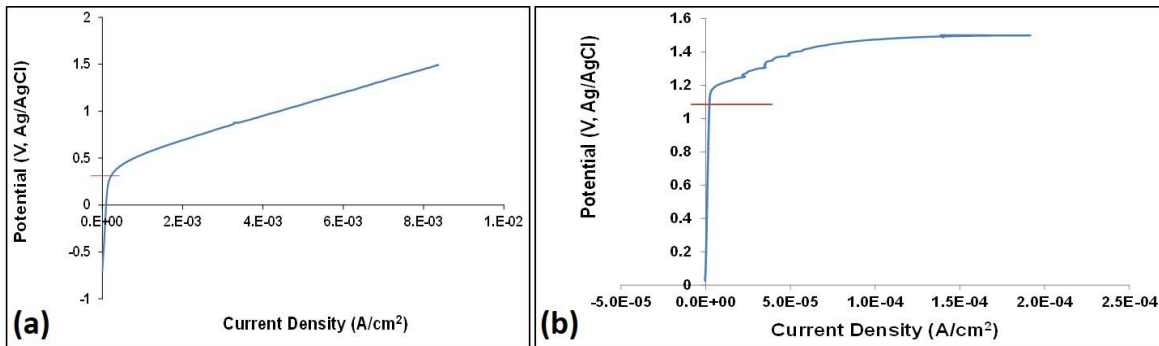 2
1.5
1
0.5
0
-0.5
-1
0.E+00
2.E-03
4.E-03
6.E-03
8.E-03
1.E-02
Potential (V, Ag/AgCl)
Current Density (A/cm²)
(a)
1.6
1.4
1.2
1
0.8
0.6
0.4
0.2
0
-5.0E-05
0.0E+00
5.0E-05
1.0E-04
1.5E-04
2.0E-04
2.5E-04
Potential (V, Ag/AgCl)
Current Density (A/cm²)
(b)